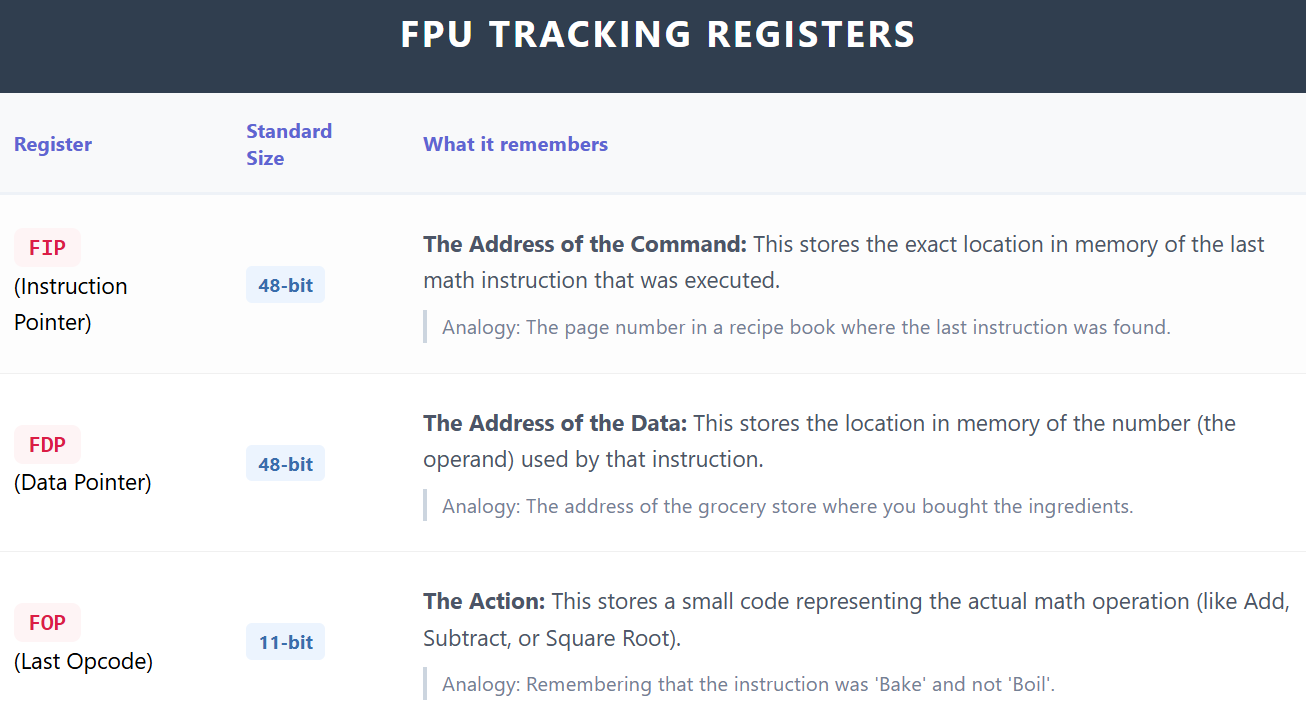 FPU TRACKING REGISTERS
Register
Standard
Size
What it remembers
FIP
(Instruction
Pointer)
48-bit
The Address of the Command: This stores the exact location in memory of the last
math instruction that was executed.
Analogy: The page number in a recipe book where the last instruction was found.
FDP
(Data Pointer)
48-bit
The Address of the Data: This stores the location in memory of the number (the
operand) used by that instruction.
Analogy: The address of the grocery store where you bought the ingredients.
FOP
(Last Opcode)
11-bit
The Action: This stores a small code representing the actual math operation (like Add,
Subtract, or Square Root).
Analogy: Remembering that the instruction was 'Bake' and not 'Boil'.